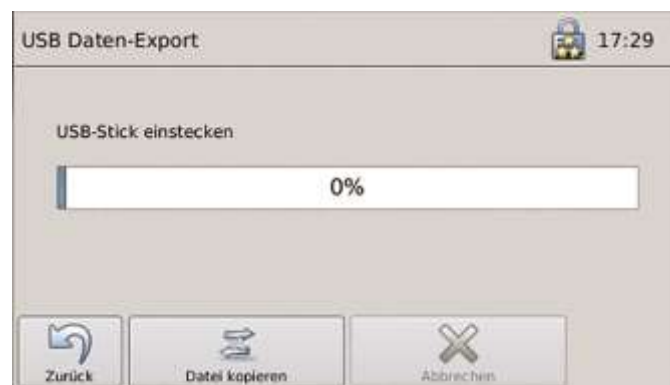 USB Daten-Export
17:29
USB-Stick einstecken
0%
Zurück
Datei kopieren
Abbrechen